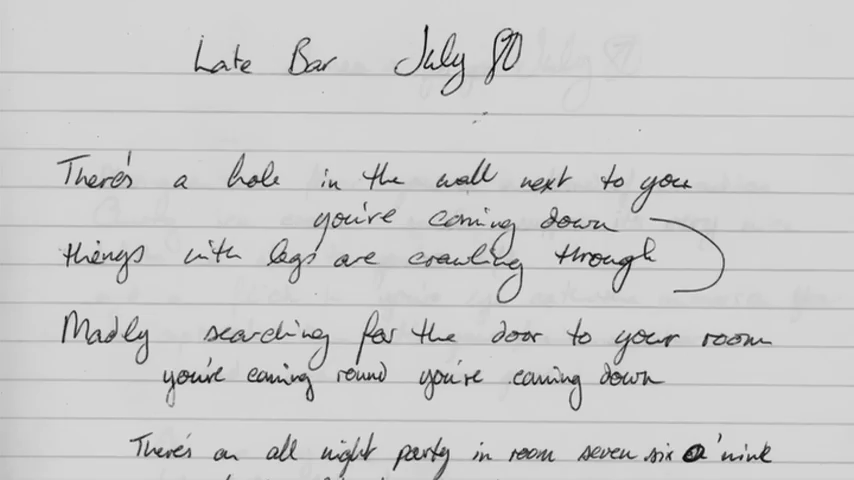 Late Bar July 80
There's a hole in the wall next to you
you're coming down
things with legs are crawling through
Madly searching for the door to your room
you're coming round you're coming down
There's an all night party in room seven six o' nine